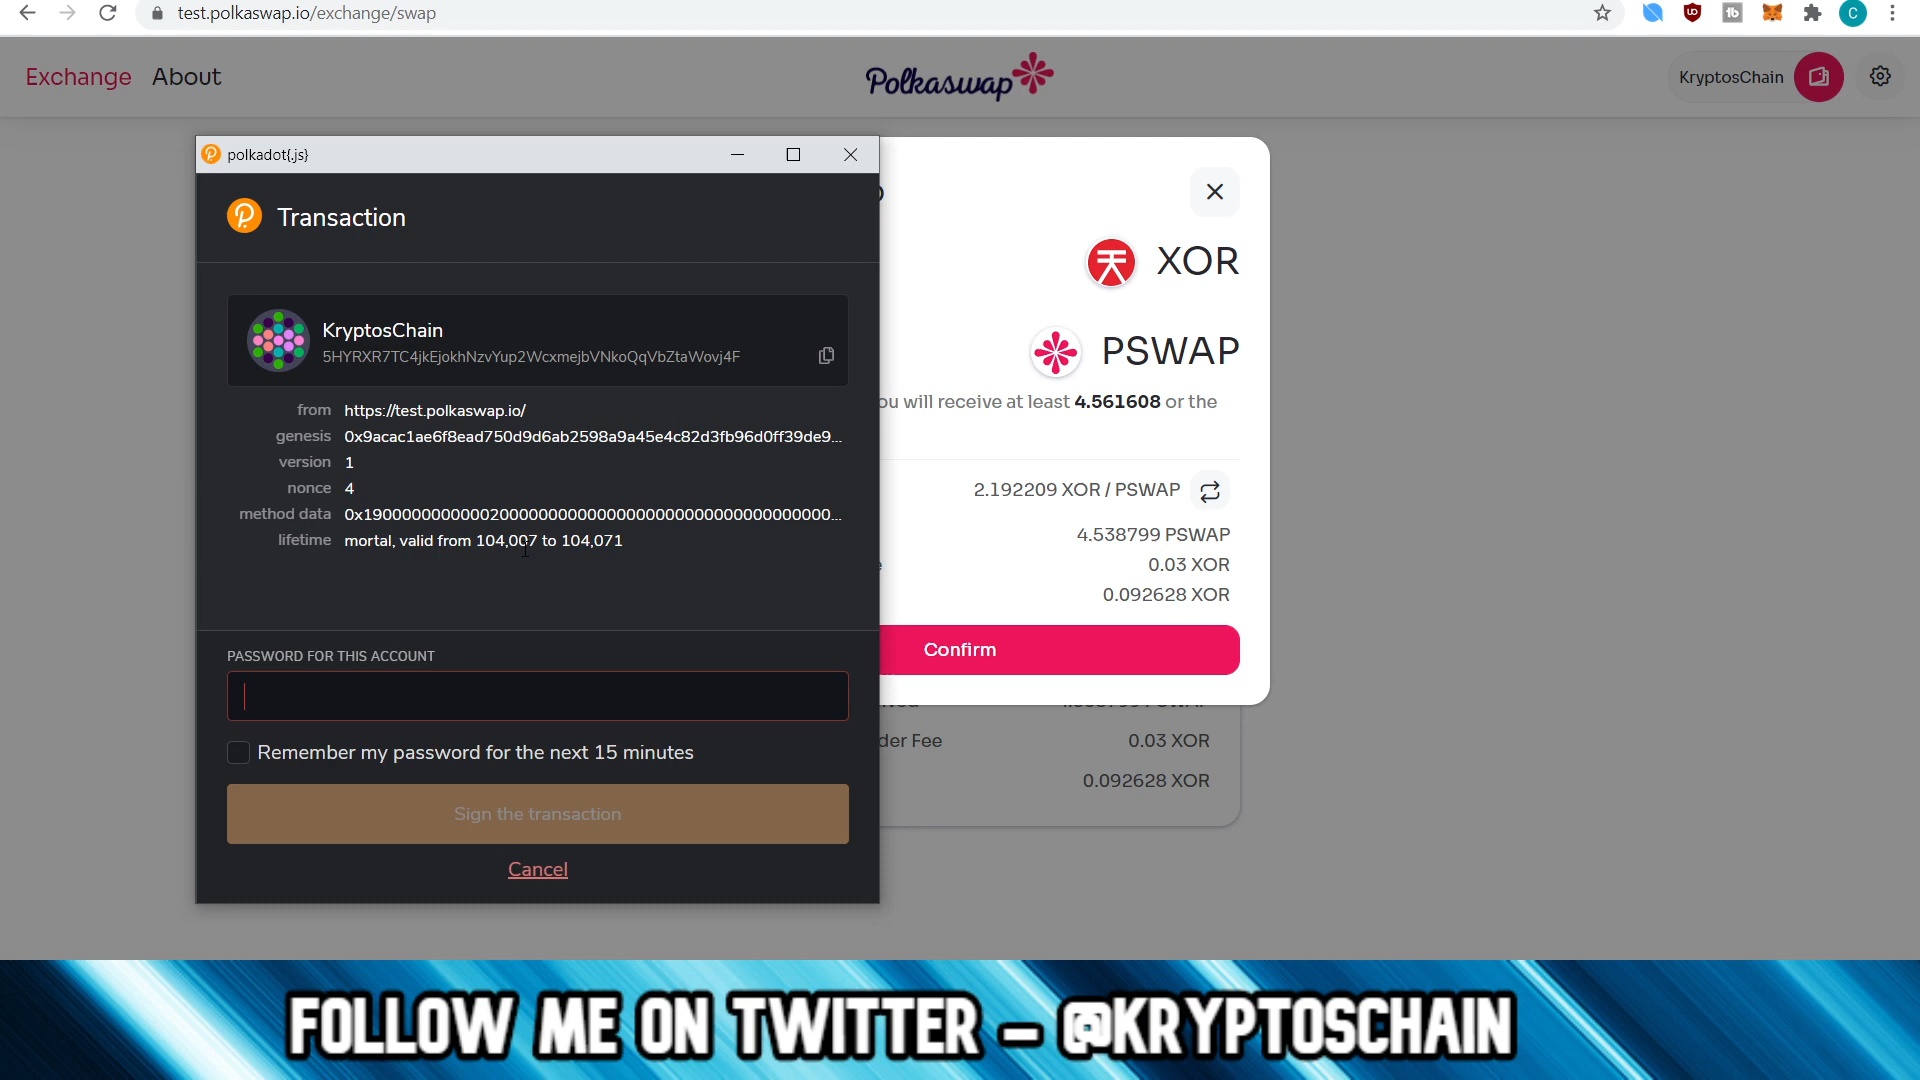 test.polkaswap.io/exchange/swap
Exchange About
Polkaswap
KryptosChain
polkadot{.js}
Transaction
KryptosChain
5HYRXR7TC4jkEjokhNzvYup2WcxmejbVNkoQqVbZtaWovj4F
from https://test.polkaswap.io/
genesis 0x9acac1ae6f8ead750d9d6ab2598a9a45e4c82d3fb96d0ff39de9...
version 1
nonce 4
method data 0x19000000000002000000000000000000000000000000000000...
lifetime mortal, valid from 104,007 to 104,071
PASSWORD FOR THIS ACCOUNT
Remember my password for the next 15 minutes
Sign the transaction
Cancel
XOR
PSWAP
ou will receive at least 4.561608 or the
2.192209 XOR / PSWAP
4.538799 PSWAP
0.03 XOR
0.092628 XOR
Confirm
der Fee 0.03 XOR
0.092628 XOR
FOLLOW ME ON TWITTER – @KRYPTOSCHAIN